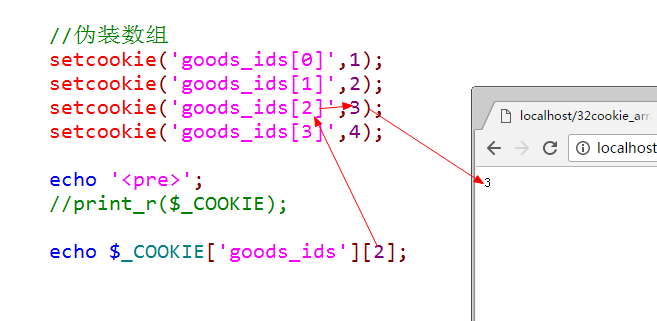 //伪装数组
setcookie('goods_ids[0]',1);
setcookie('goods_ids[1]',2);
setcookie('goods_ids[2]',3);
setcookie('goods_ids[3]',4);
echo '<pre>';
//print_r($_COOKIE);
echo $_COOKIE['goods_ids'][2];
localhost/32cookie_arr
localhost
3